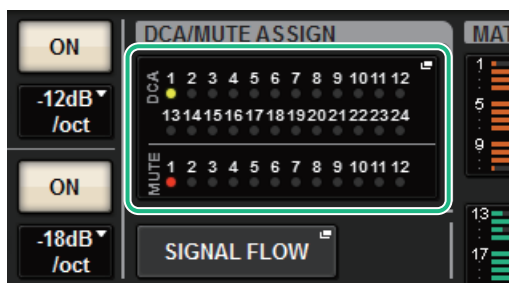 ON
-12dB
/oct
ON
-18dB
/oct
DCA/MUTE ASSIGN
DCA
1 2 3 4 5 6 7 8 9 10 11 12
13 14 15 16 17 18 19 20 21 22 23 24
MUTE
1 2 3 4 5 6 7 8 9 10 11 12
SIGNAL FLOW
MAT
1
5
9
13
17